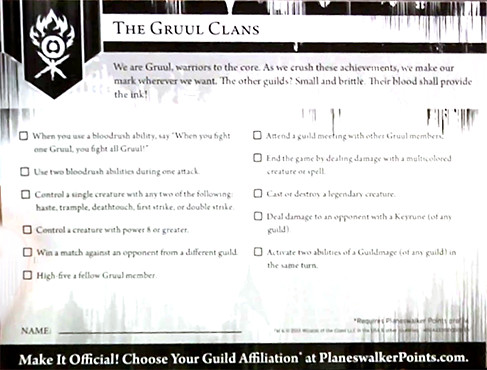 THE GRUUL CLANS
We are Gruul, warriors to the core. As we crush these achievements, we make our
mark wherever we want. The other guilds? Small and brittle. Their blood shall provide
the ink!
When you use a bloodrush ability, say "When you fight
one Gruul, you fight all Gruul!"
Use two bloodrush abilities during one attack.
Control a single creature with any two of the following:
haste, trample, deathtouch, first strike, or double strike.
Control a creature with power 8 or greater.
Win a match against an opponent from a different guild.
High-five a fellow Gruul member.
Attend a guild meeting with other Gruul members.
End the game by dealing damage with a multicolored
creature or spell.
Cast or destroy a legendary creature.
Deal damage to an opponent with a Keyrune (of any
guild).
Activate two abilities of a Guildmage (of any guild) in
the same turn.
*Requires Planeswalker Points profile
NAME:
Make It Official! Choose Your Guild Affiliation* at PlaneswalkerPoints.com.